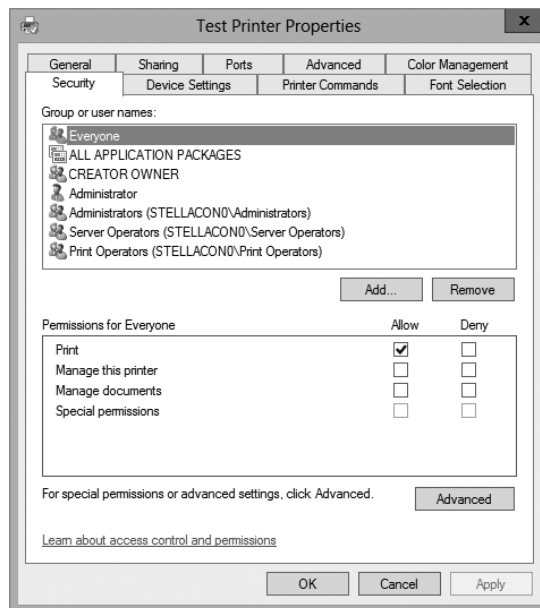 Test Printer Properties
x
General Sharing Ports Advanced Color Management
Security Device Settings Printer Commands Font Selection
Group or user names:
Everyone
ALL APPLICATION PACKAGES
CREATOR OWNER
Administrator
Administrators (STELLACON0\Administrators)
Server Operators (STELLACON0\Server Operators)
Print Operators (STELLACON0\Print Operators)
Add... Remove
Permissions for Everyone Allow Deny
Print
Manage this printer
Manage documents
Special permissions
For special permissions or advanced settings, click Advanced. Advanced
Learn about access control and permissions
OK Cancel Apply